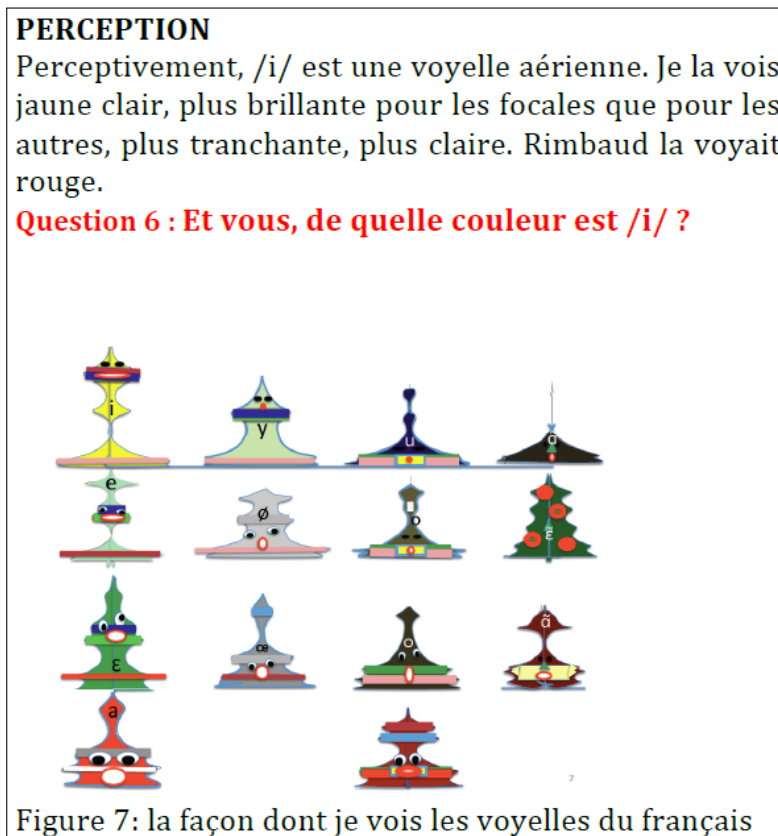 PERCEPTION
Perceptivement, /i/ est une voyelle aérienne. Je la vois
jaune clair, plus brillante pour les focales que pour les
autres, plus tranchante, plus claire. Rimbaud la voyait
rouge.
Question 6 : Et vous, de quelle couleur est /i/ ?
i y u ɑ
e ø o ɛ̃
ɛ œ ɔ ɑ̃
a
7
Figure 7: la façon dont je vois les voyelles du français